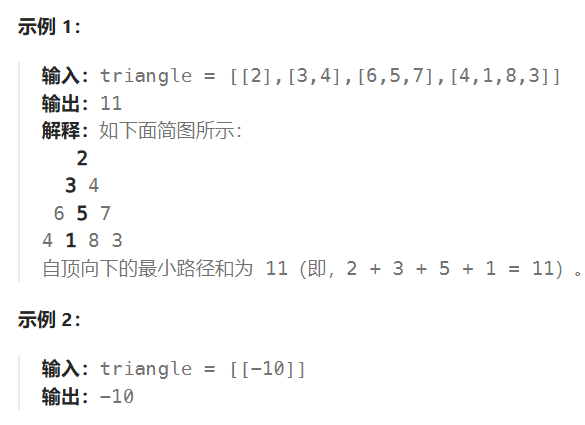 示例 1：
输入：triangle = [[2],[3,4],[6,5,7],[4,1,8,3]]
输出：11
解释：如下面简图所示：
2
3 4
6 5 7
4 1 8 3
自顶向下的最小路径和为 11（即，2 + 3 + 5 + 1 = 11）。
示例 2：
输入：triangle = [[-10]]
输出：-10